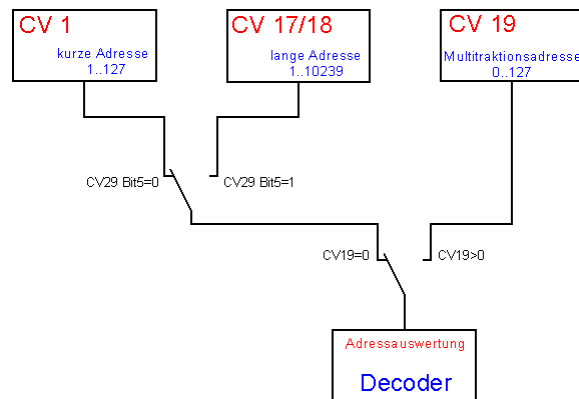 CV 1
kurze Adresse
1..127
CV 17/18
lange Adresse
1..10239
CV 19
Multitraktionsadresse
0..127
CV29 Bit5=0
CV29 Bit5=1
CV19=0
CV19>0
Adressauswertung
Decoder